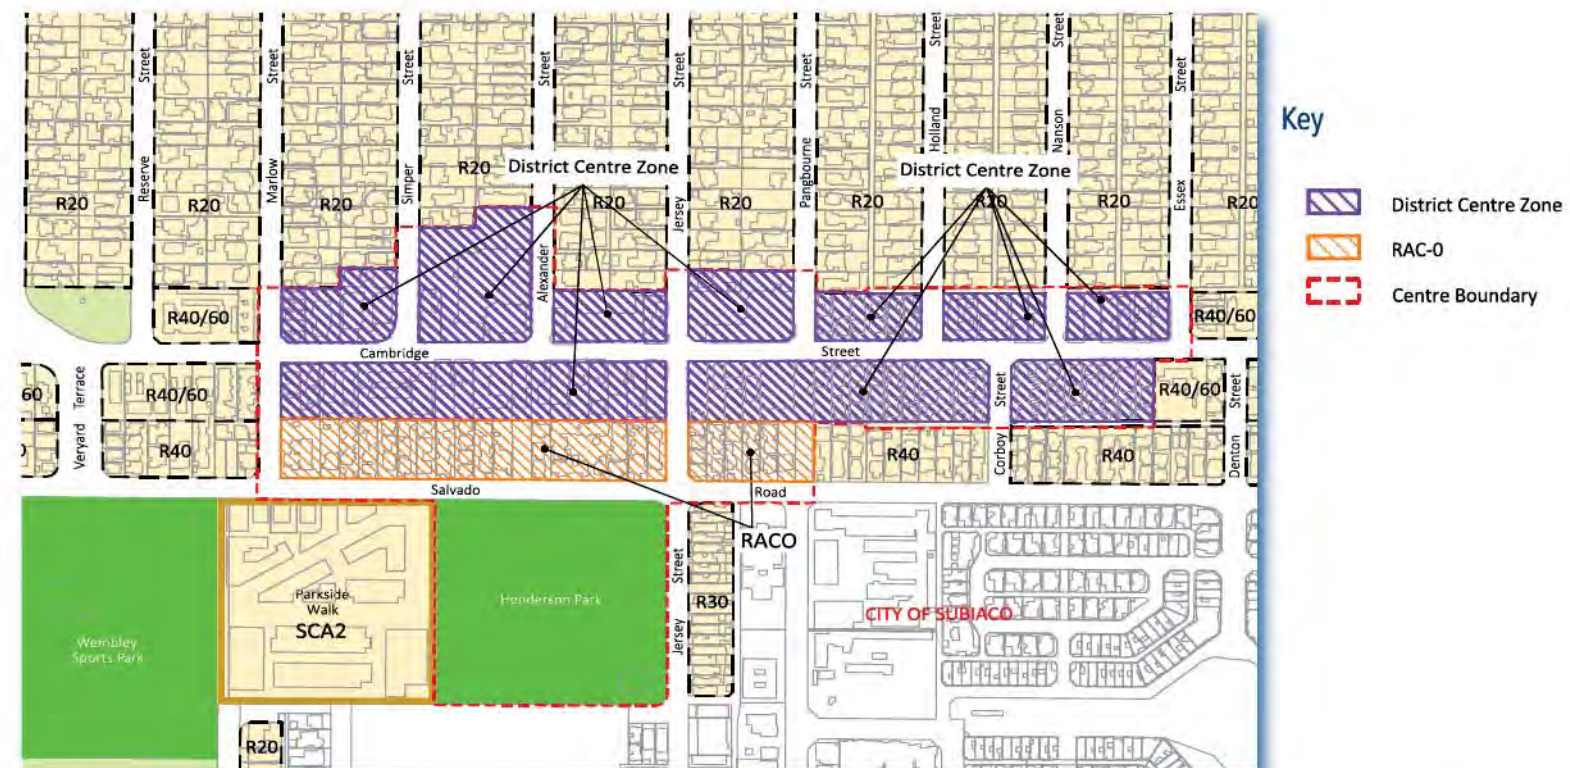 Street
Street
Street
Street
Street
Street
Street
Street
Street
Reserve
Marlow
Simper
Alexander
Jersey
Pangbourne
Holland
Nanson
Essex
R20
District Centre Zone
District Centre Zone
R20
R20
R20
R20
R20
R20
R20
R20
R20
R40/60
R40/60
Cambridge
Street
60
Terrace
R40/60
Street
R40/60
Street
Veryard
R40
R40
Corboy
R40
Denton
Salvado
Road
RACO
Street
Jersey
R30
Parkside
Walk
SCA2
Henderson Park
CITY OF SUBIACO
Wembley
Sports Park
R20
Key
District Centre Zone
RAC-0
Centre Boundary